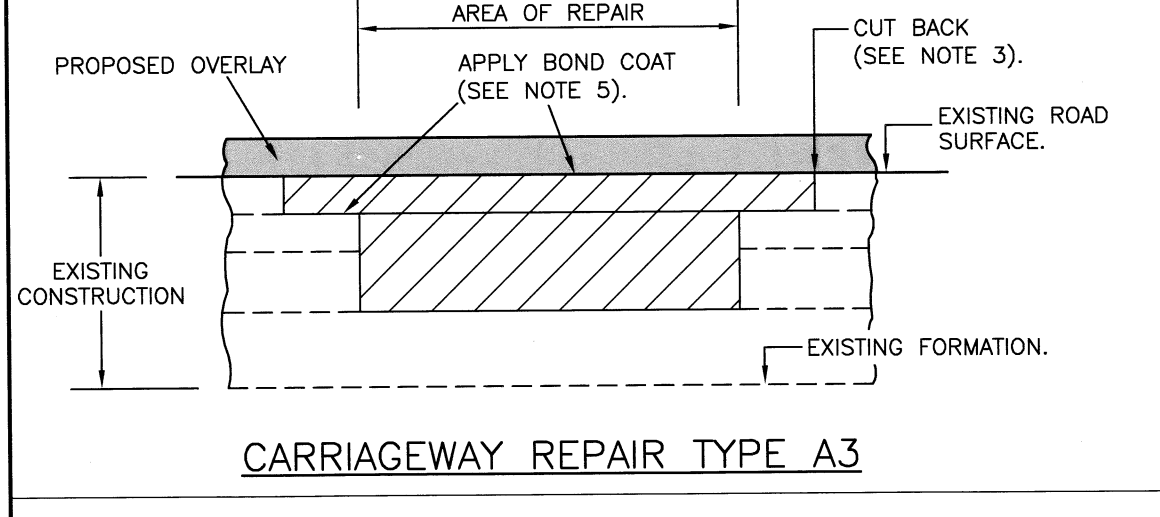 AREA OF REPAIR
CUT BACK
(SEE NOTE 3).
PROPOSED OVERLAY
APPLY BOND COAT
(SEE NOTE 5).
EXISTING ROAD
SURFACE.
EXISTING
CONSTRUCTION
EXISTING FORMATION.
CARRIAGEWAY REPAIR TYPE A3